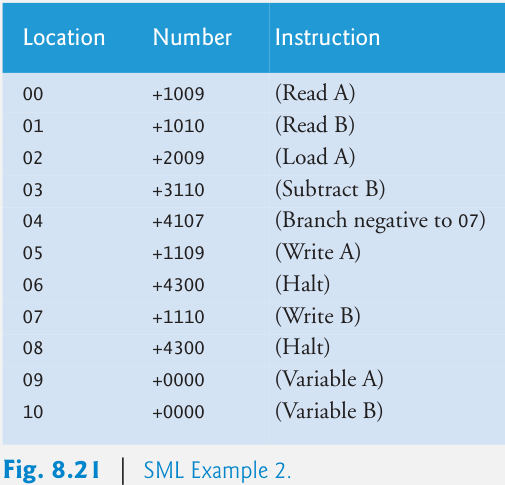 Location Number Instruction
00 +1009 (Read A)
01 +1010 (Read B)
02 +2009 (Load A)
03 +3110 (Subtract B)
04 +4107 (Branch negative to 07)
05 +1109 (Write A)
06 +4300 (Halt)
07 +1110 (Write B)
08 +4300 (Halt)
09 +0000 (Variable A)
10 +0000 (Variable B)
Fig. 8.21 | SML Example 2.